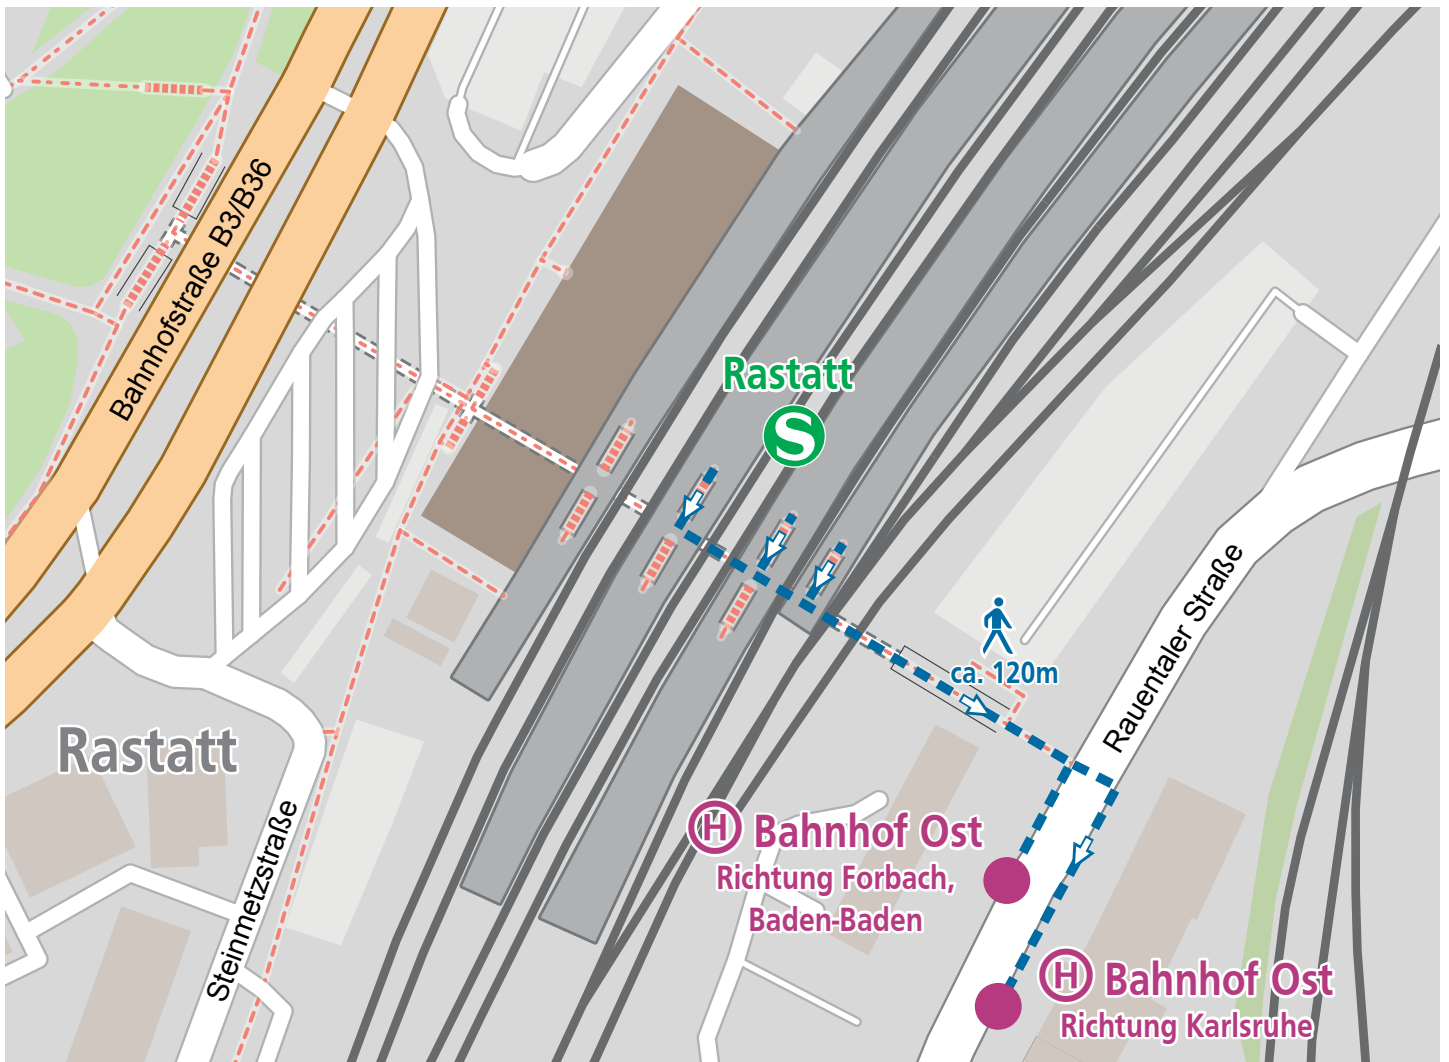 Bahnhofstraße B3/B36
Rastatt
S
ca. 120m
Rauentaler Straße
Rastatt
Steinmetzstraße
H Bahnhof Ost
Richtung Forbach,
Baden-Baden
H Bahnhof Ost
Richtung Karlsruhe